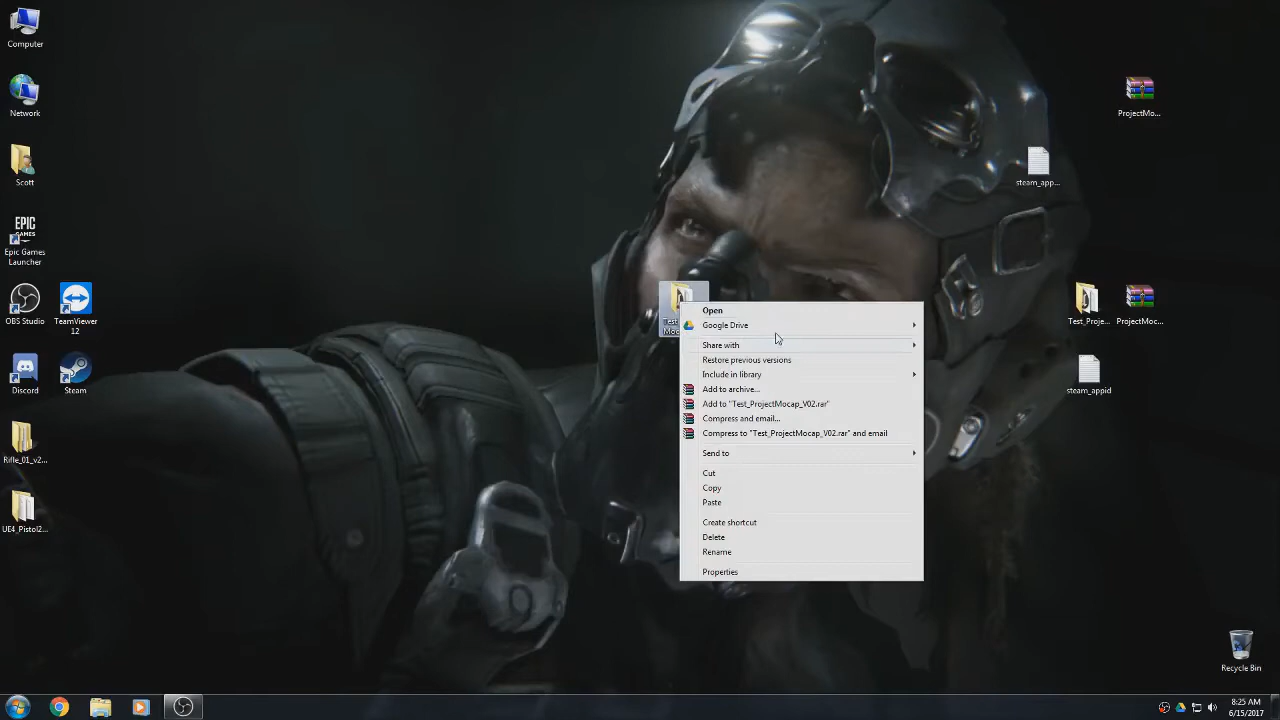 Computer
Network
Scott
EPIC
GAMES
Epic Games
Launcher
OBS Studio
TeamViewer
12
Discord
Steam
Rifle_01_v2...
UE4_Pistol2...
ProjectMo...
steam_app...
Test_Proje...
ProjectMoc...
steam_appid
Open
Google Drive
Share with
Restore previous versions
Include in library
Add to archive...
Add to "Test_ProjectMocap_V02.rar"
Compress and email...
Compress to "Test_ProjectMocap_V02.rar" and email
Send to
Cut
Copy
Paste
Create shortcut
Delete
Rename
Properties
Recycle Bin
8:25 AM
6/15/2017